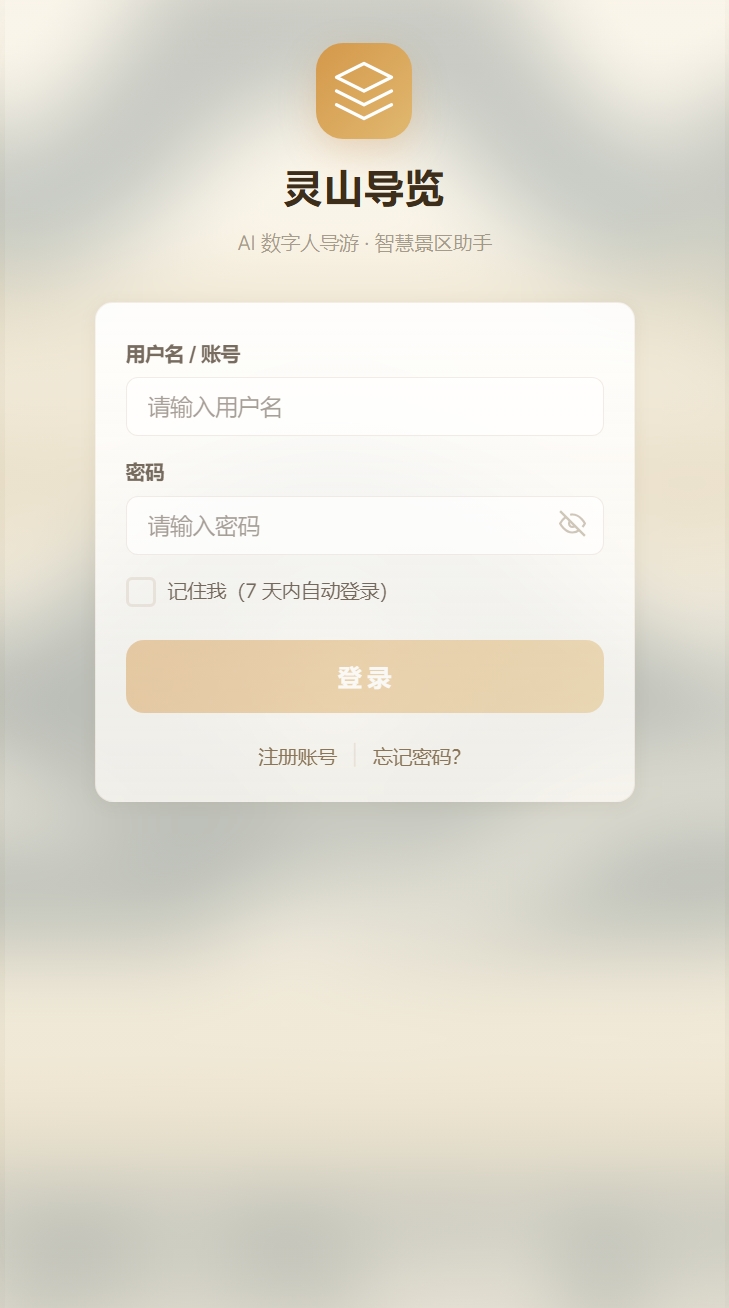 灵山导览
AI 数字人导游 · 智慧景区助手
用户名 / 账号
请输入用户名
密码
请输入密码
记住我（7 天内自动登录）
登录
注册账号
忘记密码?